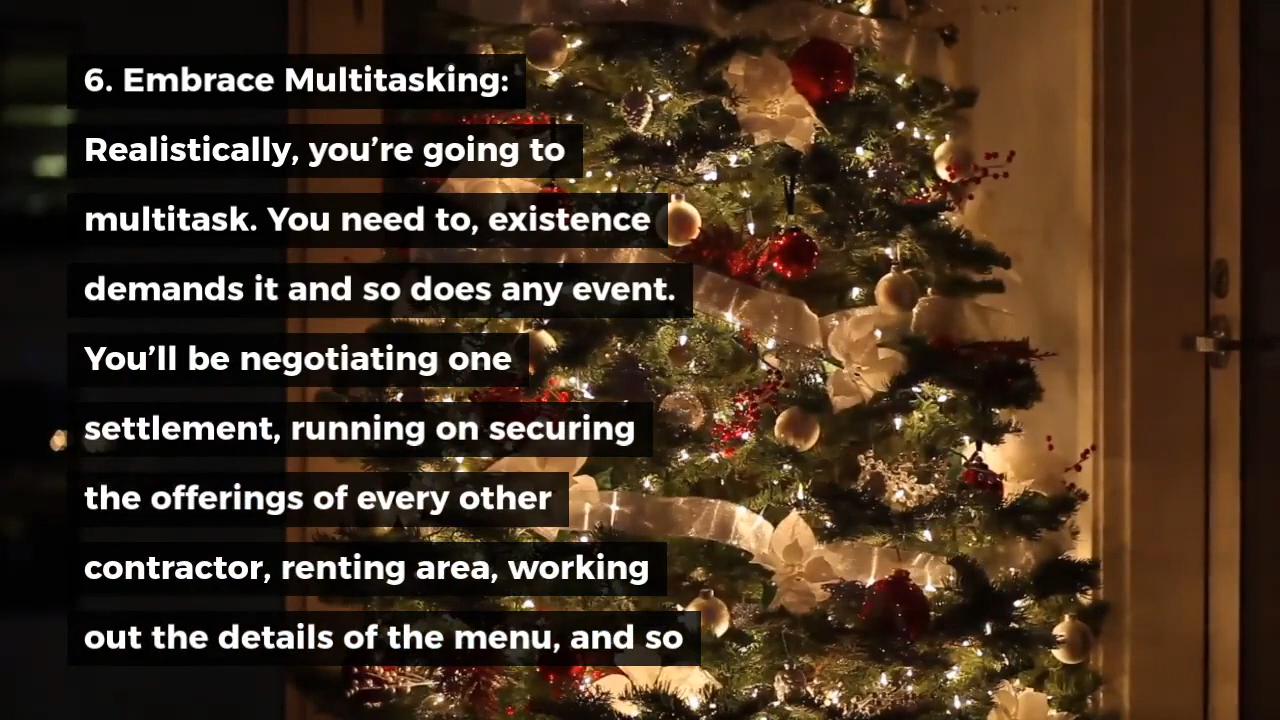 6. Embrace Multitasking:
Realistically, you’re going to
multitask. You need to, existence
demands it and so does any event.
You’ll be negotiating one
settlement, running on securing
the offerings of every other
contractor, renting area, working
out the details of the menu, and so